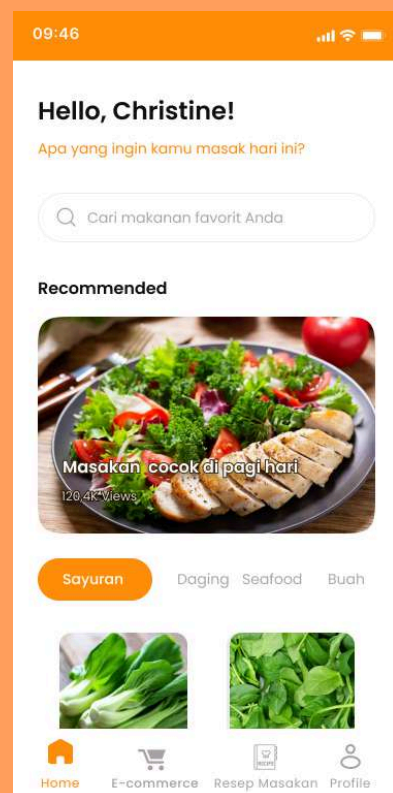 09:46
Hello, Christine!
Apa yang ingin kamu masak hari ini?
Cari makanan favorit Anda
Recommended
Masakan cocok di pagi hari
120,4K Views
Sayuran Daging Seafood Buah
RECIPE
Home E-commerce Resep Masakan Profile